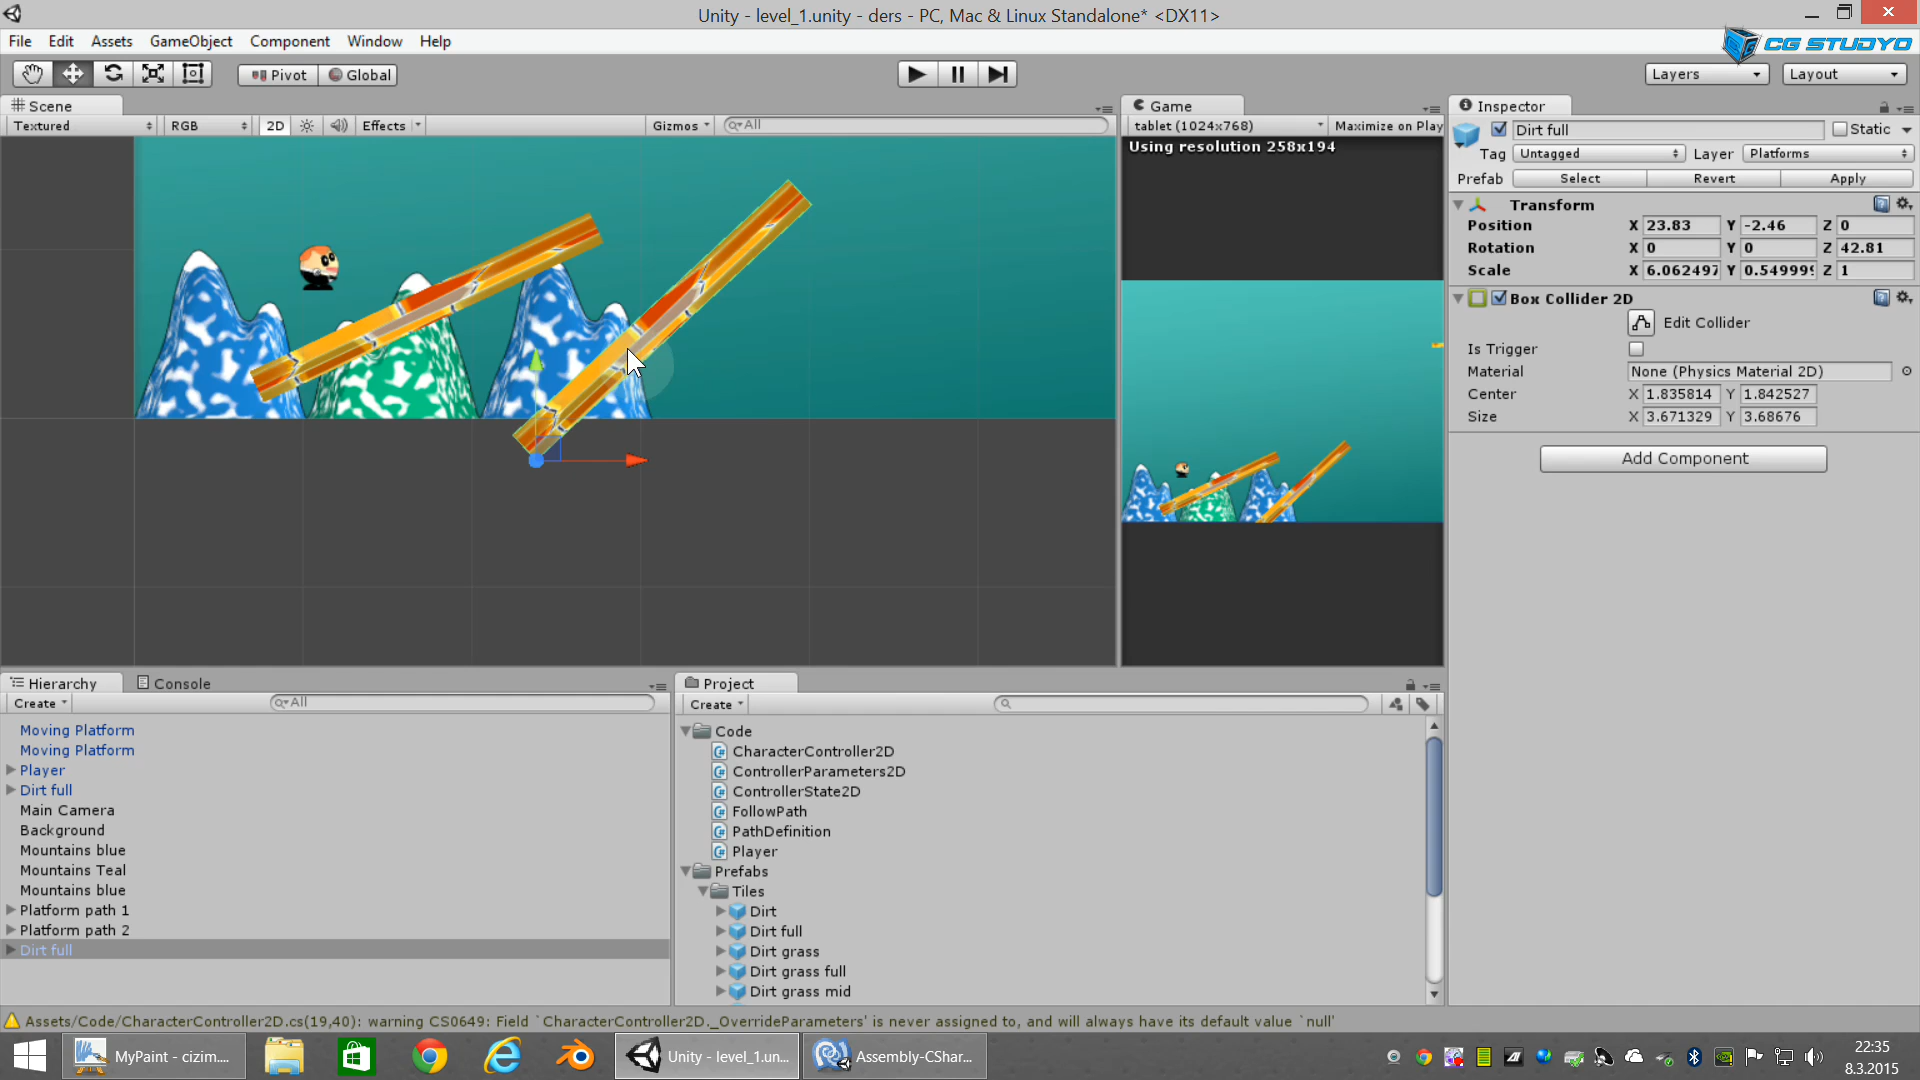 Unity - level_1.unity - ders - PC, Mac & Linux Standalone* <DX11>
File Edit Assets GameObject Component Window Help
CG STUDYO
Pivot Global
Layers Layout
Scene
Textured RGB 2D Effects Gizmos All
Game
tablet (1024x768) Maximize on Play
Using resolution 258x194
Inspector
Dirt full Static
Tag Untagged Layer Platforms
Prefab Select Revert Apply
Transform
Position X 23.83 Y -2.46 Z 0
Rotation X 0 Y 0 Z 42.81
Scale X 6.062497 Y 0.549999 Z 1
Box Collider 2D
Edit Collider
Is Trigger
Material None (Physics Material 2D)
Center X 1.835814 Y 1.842527
Size X 3.671329 Y 3.68676
Add Component
Hierarchy Console
Create All
Moving Platform
Moving Platform
Player
Dirt full
Main Camera
Background
Mountains blue
Mountains Teal
Mountains blue
Platform path 1
Platform path 2
Dirt full
Project
Create
Code
CharacterController2D
ControllerParameters2D
ControllerState2D
FollowPath
PathDefinition
Player
Prefabs
Tiles
Dirt
Dirt full
Dirt grass
Dirt grass full
Dirt grass mid
Assets/Code/CharacterController2D.cs(19,40): warning CS0649: Field `CharacterController2D._OverrideParameters' is never assigned to, and will always have its default value `null'
MyPaint - cizim....
Unity - level_1.un...
Assembly-CShar...
22:35
8.3.2015